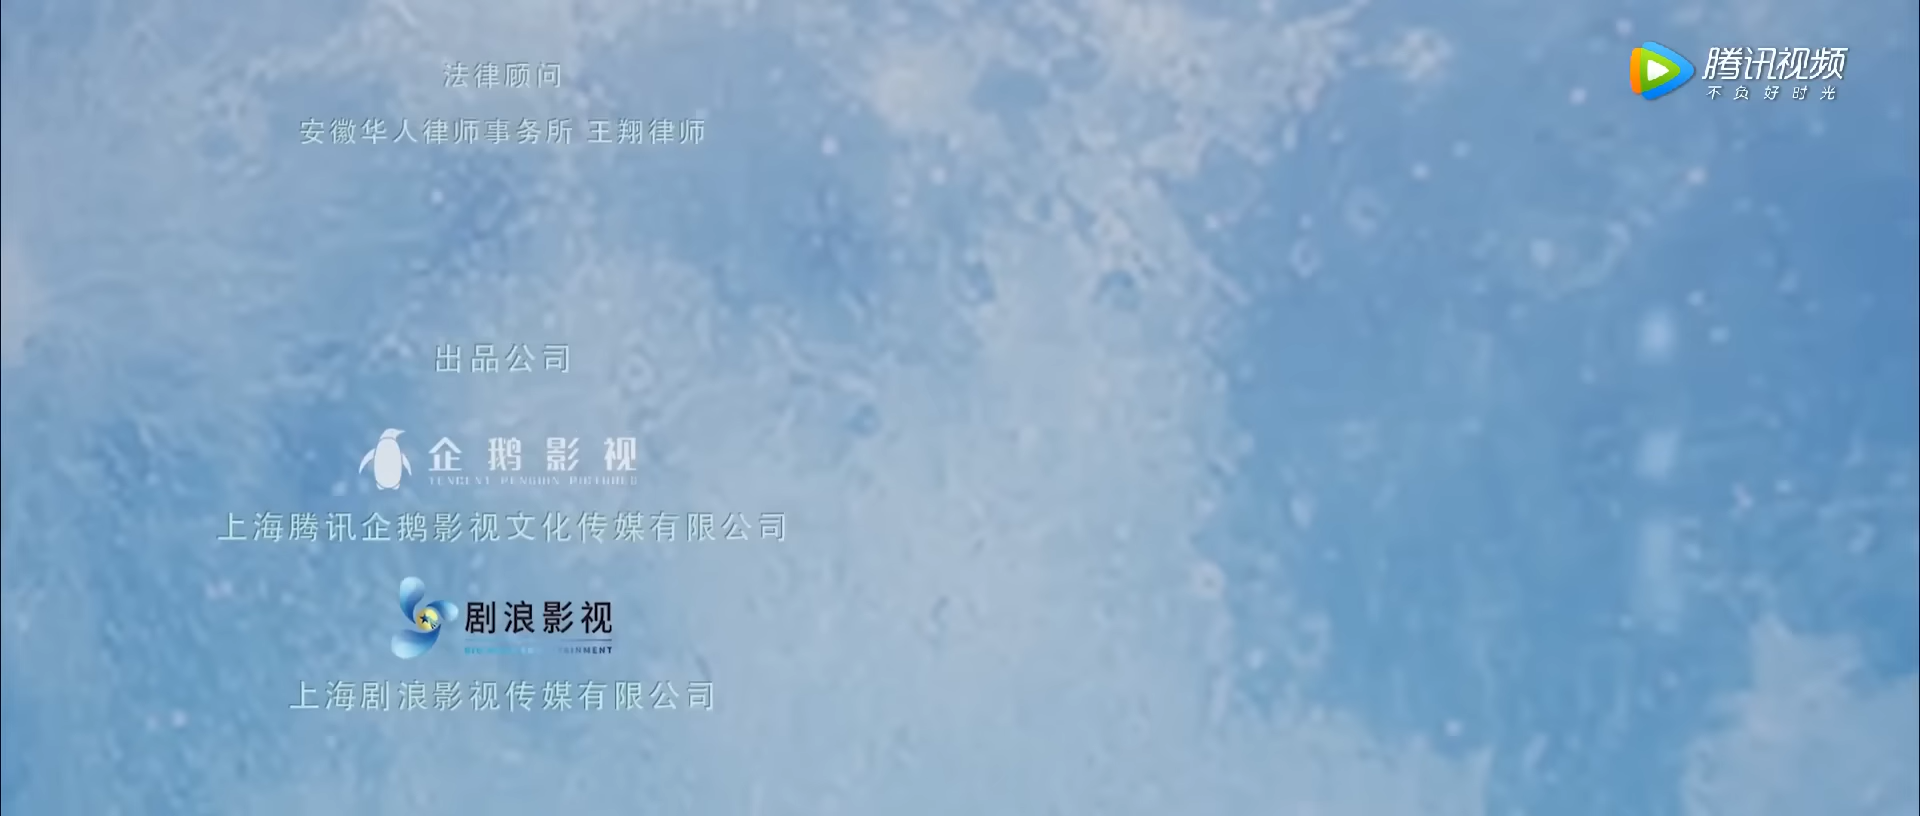 法律顾问
安徽华人律师事务所 王翔律师
腾讯视频
不负好时光
出品公司
企鹅影视
TENCENT PENGUIN PICTURES
上海腾讯企鹅影视文化传媒有限公司
剧浪影视
上海剧浪影视传媒有限公司